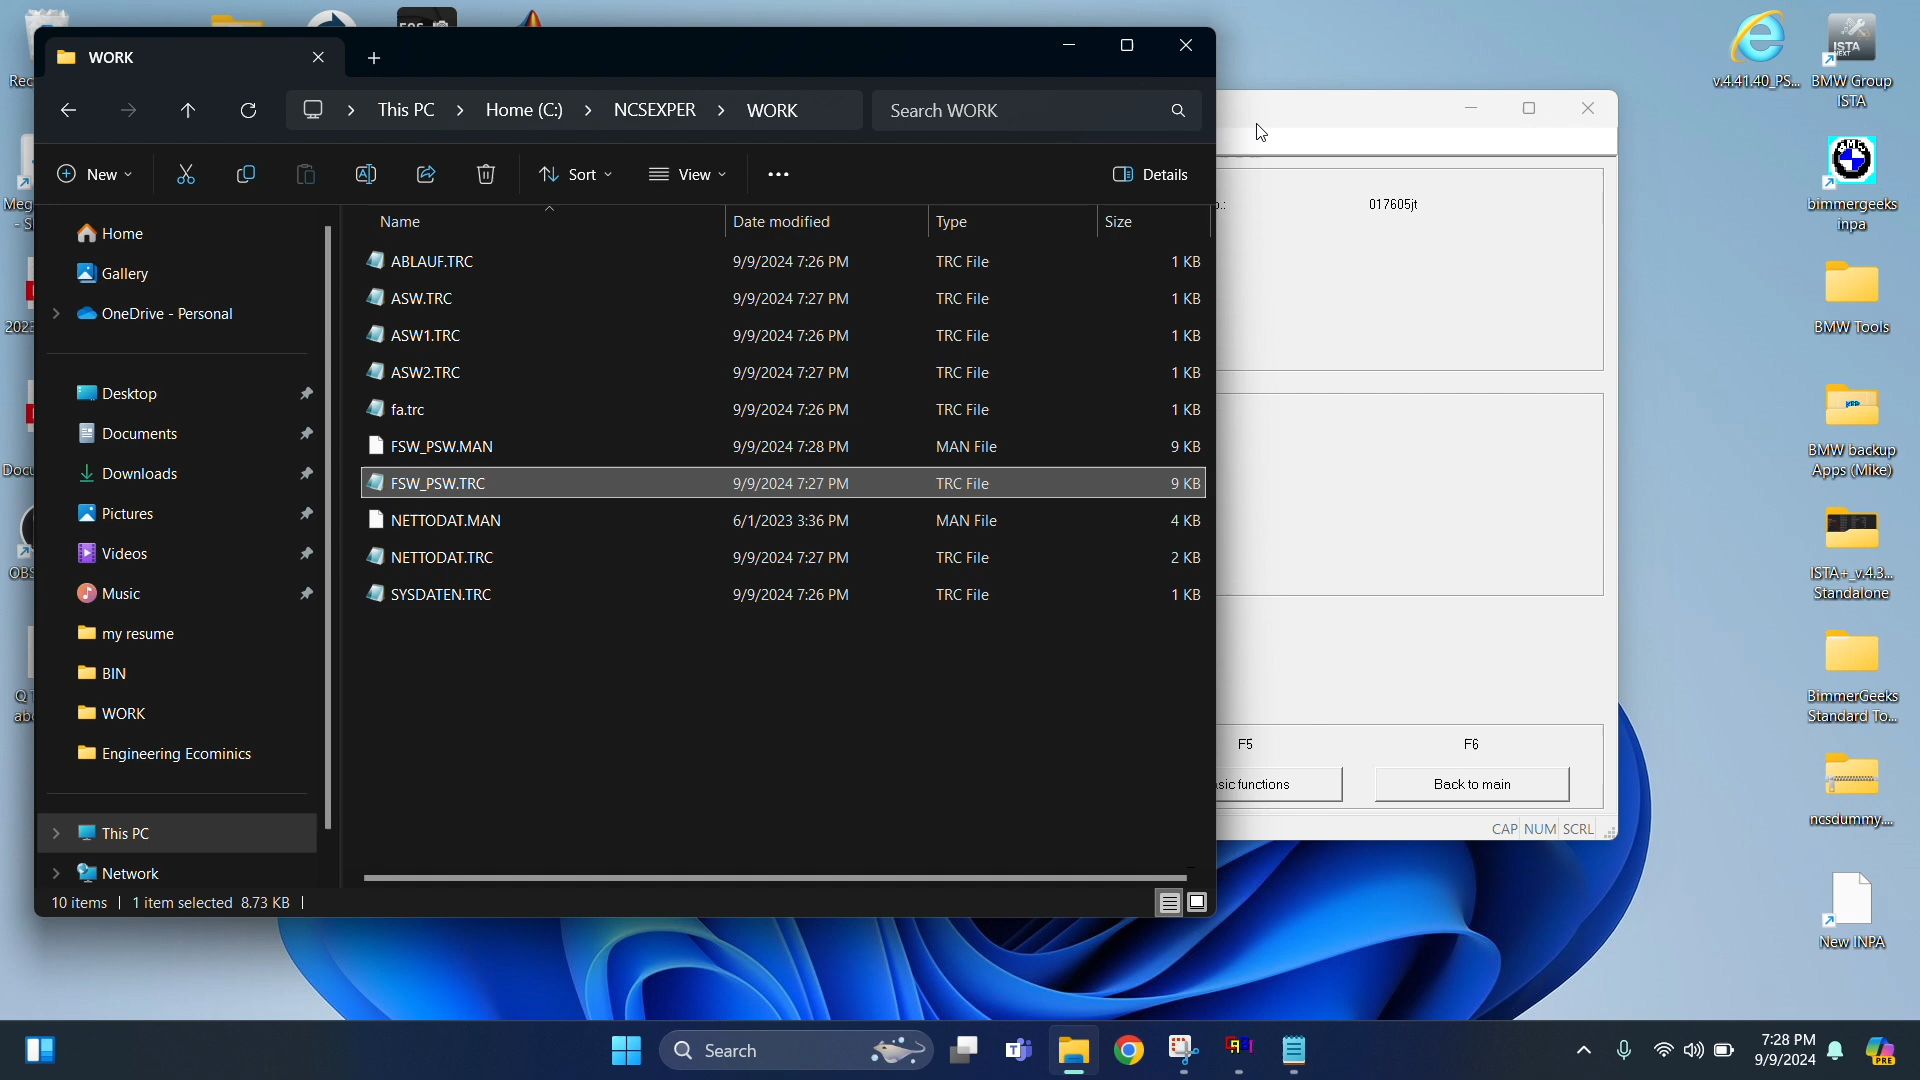 WORK
This PC
Home (C:)
NCSEXPER
WORK
Search WORK
New
Sort
View
Details
Name
Date modified
Type
Size
Home
Gallery
OneDrive - Personal
Desktop
Documents
Downloads
Pictures
Videos
Music
my resume
BIN
WORK
Engineering Ecominics
This PC
Network
ABLAUF.TRC 9/9/2024 7:26 PM TRC File 1 KB
ASW.TRC 9/9/2024 7:27 PM TRC File 1 KB
ASW1.TRC 9/9/2024 7:26 PM TRC File 1 KB
ASW2.TRC 9/9/2024 7:27 PM TRC File 1 KB
fa.trc 9/9/2024 7:26 PM TRC File 1 KB
FSW_PSW.MAN 9/9/2024 7:28 PM MAN File 9 KB
FSW_PSW.TRC 9/9/2024 7:27 PM TRC File 9 KB
NETTODAT.MAN 6/1/2023 3:36 PM MAN File 4 KB
NETTODAT.TRC 9/9/2024 7:27 PM TRC File 2 KB
SYSDATEN.TRC 9/9/2024 7:26 PM TRC File 1 KB
10 items
1 item selected 8.73 KB
017605jt
F5
F6
functions
Back to main
CAP NUM SCRL
v.4.41.40_PS...
ISTA
NEXT
BMW Group
ISTA
bimmergeeks
inpa
BMW Tools
BMW backup
Apps (Mike)
ISTA+_v.4.3...
Standalone
BimmerGeeks
Standard To...
ncsdummy....
New INPA
Search
7:28 PM
9/9/2024
PRE